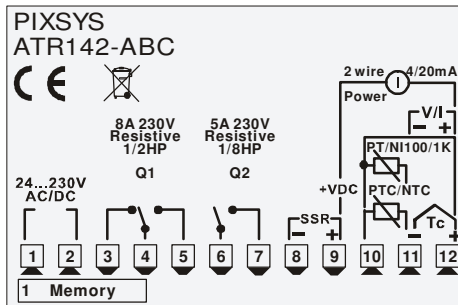 PIXSYS
ATR142-ABC
CE
2 wire 4/20mA
I
Power
V/I
- +
8A 230V
Resistive
1/2HP
Q1
5A 230V
Resistive
1/8HP
Q2
PT/NI100/1K
24...230V
AC/DC
+VDC
PTC/NTC
SSR
- +
Tc
- +
1 2 3 4 5 6 7 8 9 10 11 12
1 Memory